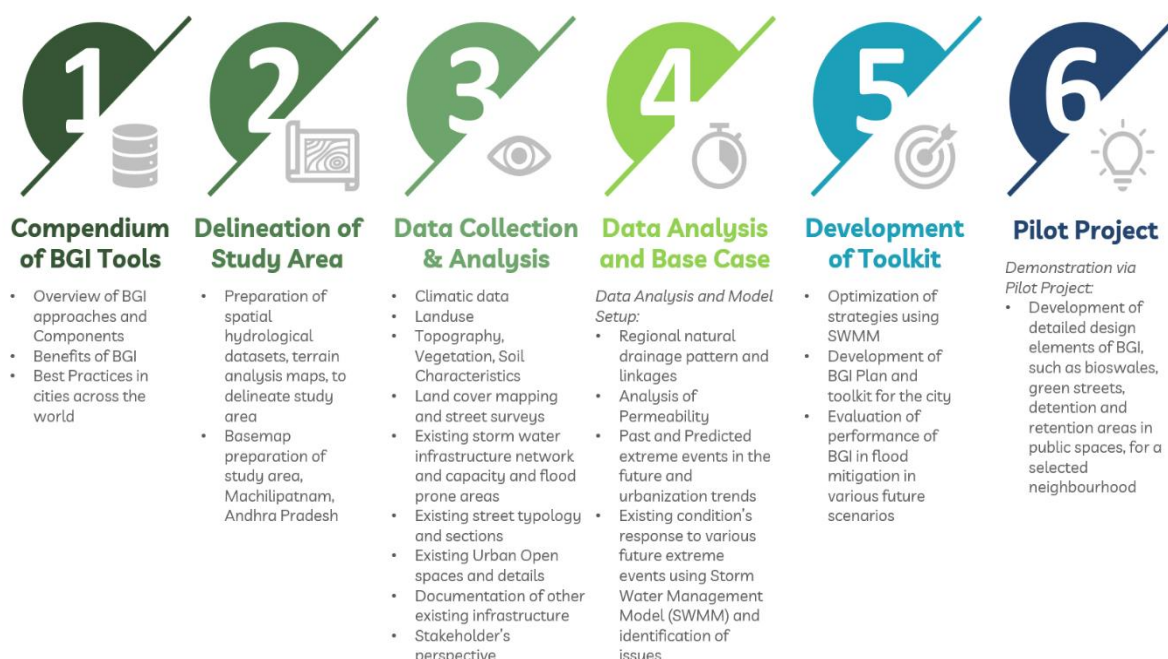 1
Compendium
of BGI Tools
• Overview of BGI
approaches and
Components
• Benefits of BGI
• Best Practices in
cities across the
world
2
Delineation of
Study Area
• Preparation of
spatial
hydrological
datasets, terrain
analysis maps, to
delineate study
area
• Basemap
preparation of
study area,
Machilipatnam,
Andhra Pradesh
3
Data Collection
& Analysis
• Climatic data
• Landuse
• Topography,
Vegetation, Soil
Characteristics
• Land cover mapping
and street surveys
• Existing storm water
infrastructure network
and capacity and flood
prone areas
• Existing street typology
and sections
• Existing Urban Open
spaces and details
• Documentation of other
existing infrastructure
• Stakeholder's
perspective
4
Data Analysis
and Base Case
Data Analysis and Model
Setup:
• Regional natural
drainage pattern and
linkages
• Analysis of
Permeability
• Past and Predicted
extreme events in the
future and
urbanization trends
• Existing condition's
response to various
future extreme
events using Storm
Water Management
Model (SWMM) and
identification of
issues
5
Development
of Toolkit
• Optimization of
strategies using
SWMM
• Development of
BGI Plan and
toolkit for the city
• Evaluation of
performance of
BGI in flood
mitigation in
various future
scenarios
6
Pilot Project
Demonstration via
Pilot Project:
• Development of
detailed design
elements of BGI,
such as bioswales,
green streets,
detention and
retention areas in
public spaces, for a
selected
neighbourhood